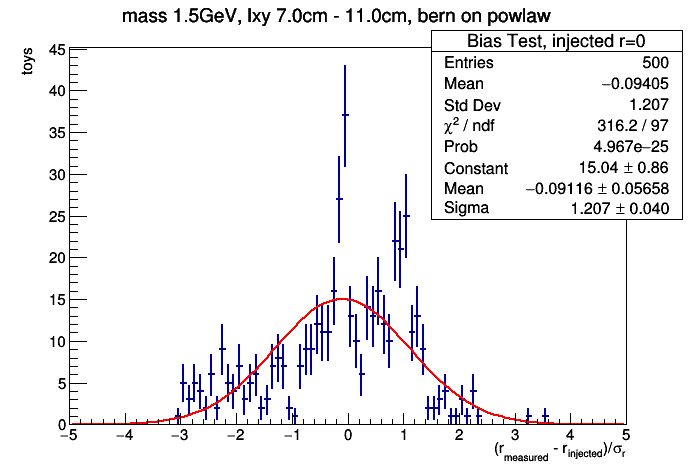 mass 1.5GeV, lxy 7.0cm - 11.0cm, bern on powlaw
Bias Test, injected r=0
Entries 500
Mean −0.09405
Std Dev 1.207
χ² / ndf 316.2 / 97
Prob 4.967e−25
Constant 15.04 ± 0.86
Mean −0.09116 ± 0.05658
Sigma 1.207 ± 0.040
toys
45
40
35
30
25
20
15
10
5
0
−5 −4 −3 −2 −1 0 1 2 3 4 5
(r_measured - r_injected)/σ_r